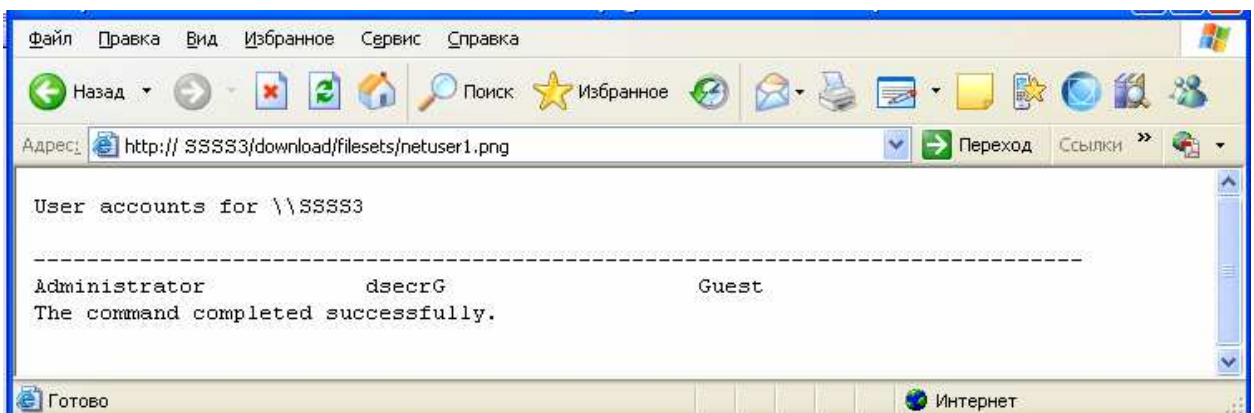 Файл Правка Вид Избранное Сервис Справка
Назад Поиск Избранное
Адрес: http:// SSSS3/download/filesets/netuser1.png Переход Ссылки »
User accounts for \\SSSS3
-------------------------------------------------------------------------------
Administrator dsecrG Guest
The command completed successfully.
Готово Интернет